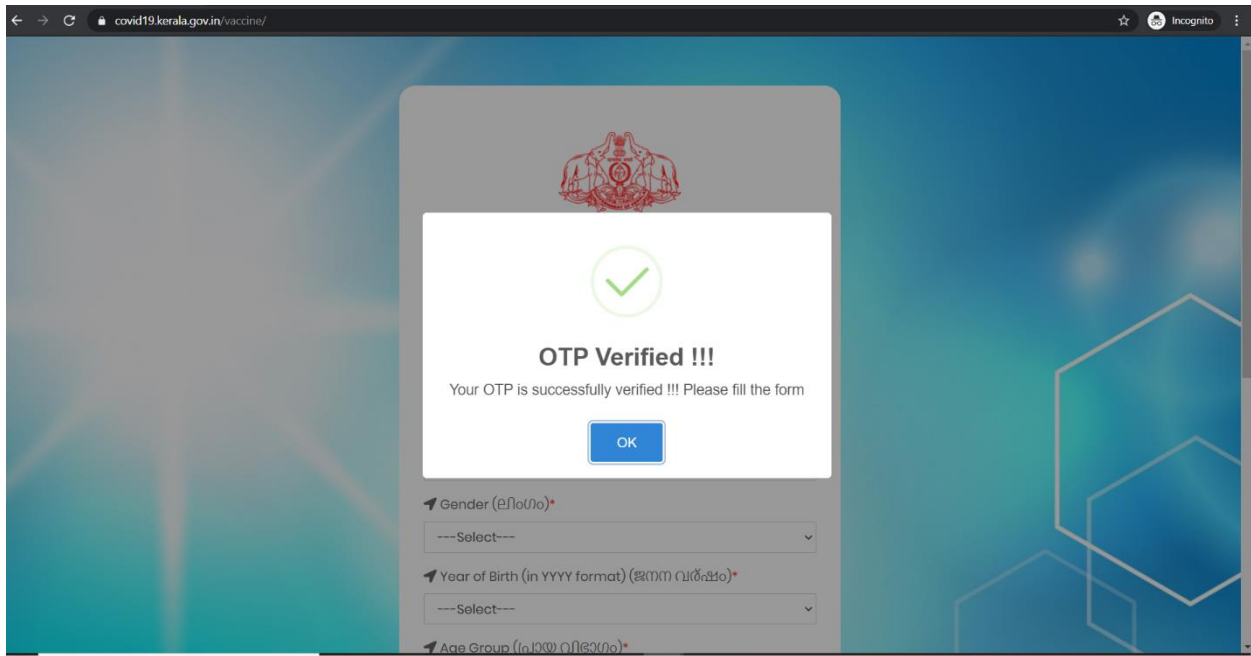 covid19.kerala.gov.in/vaccine/
Incognito
OTP Verified !!!
Your OTP is successfully verified !!! Please fill the form
OK
Gender (ലിംഗം)*
---Select---
Year of Birth (in YYYY format) (ജനന വർഷം)*
---Select---
Age Group (പ്രായ വിഭാഗം)*